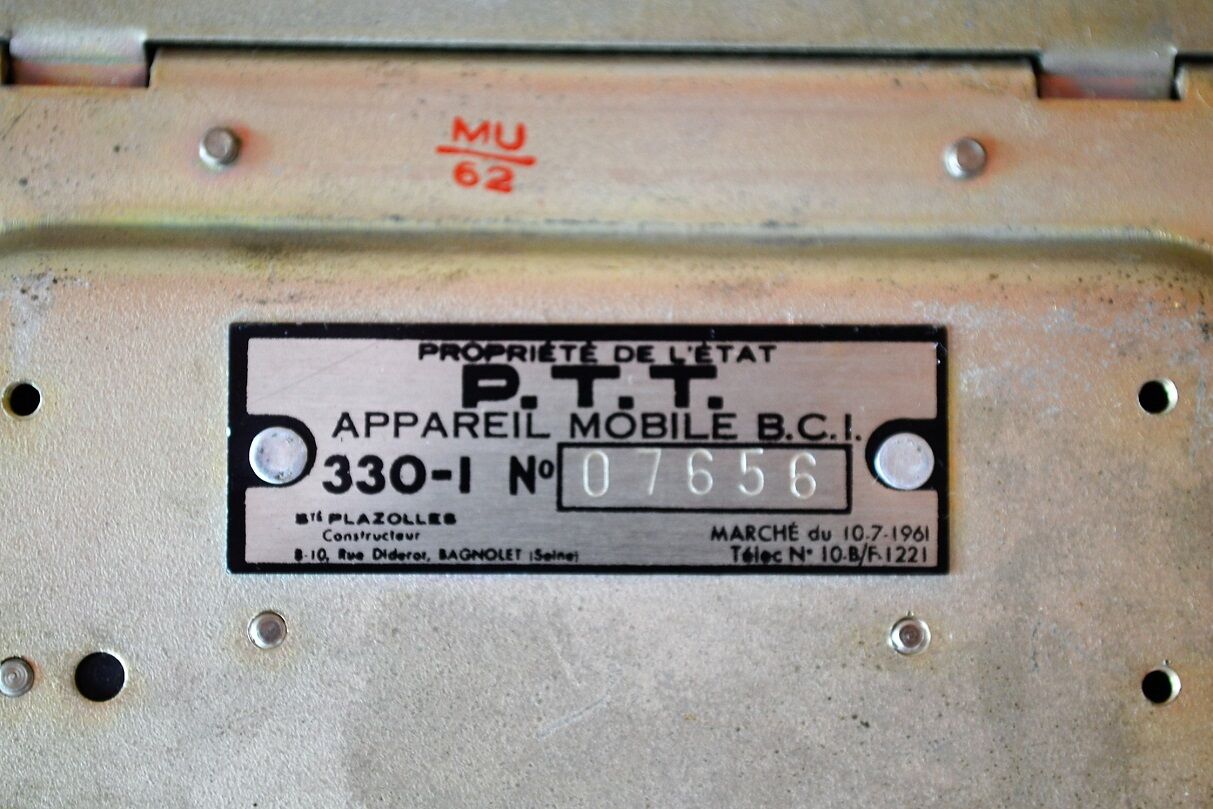 MU
62
PROPRIÉTÉ DE L'ÉTAT
P.T.T.
APPAREIL MOBILE B.C.I.
330-1 No 07656
Sté PLAZOLLES
Constructeur
8-10, Rue Diderot, BAGNOLET (Seine)
MARCHÉ du 10-7-1961
Télec N° 10-B/F-1221